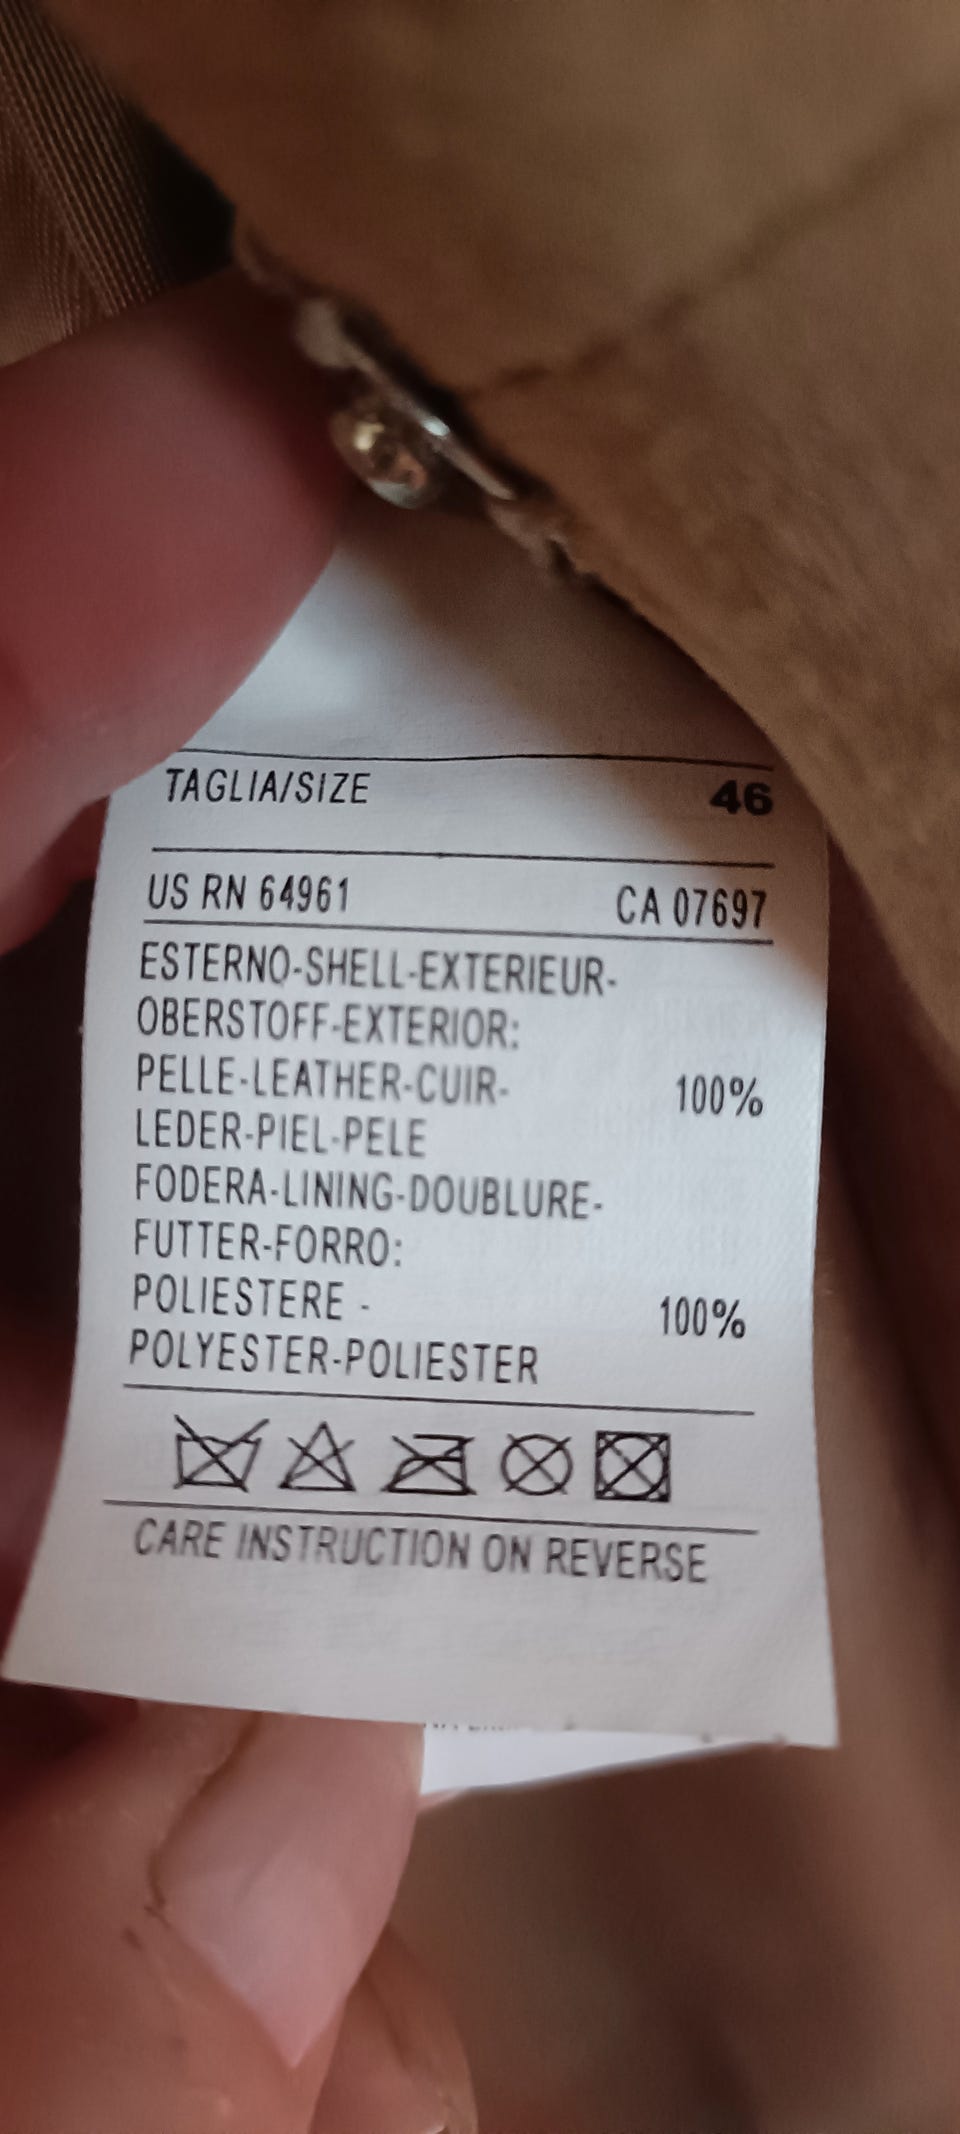 TAGLIA/SIZE 46
US RN 64961 CA 07697
ESTERNO-SHELL-EXTERIEUR-
OBERSTOFF-EXTERIOR:
PELLE-LEATHER-CUIR- 100%
LEDER-PIEL-PELE
FODERA-LINING-DOUBLURE-
FUTTER-FORRO:
POLIESTERE - 100%
POLYESTER-POLIESTER
CARE INSTRUCTION ON REVERSE